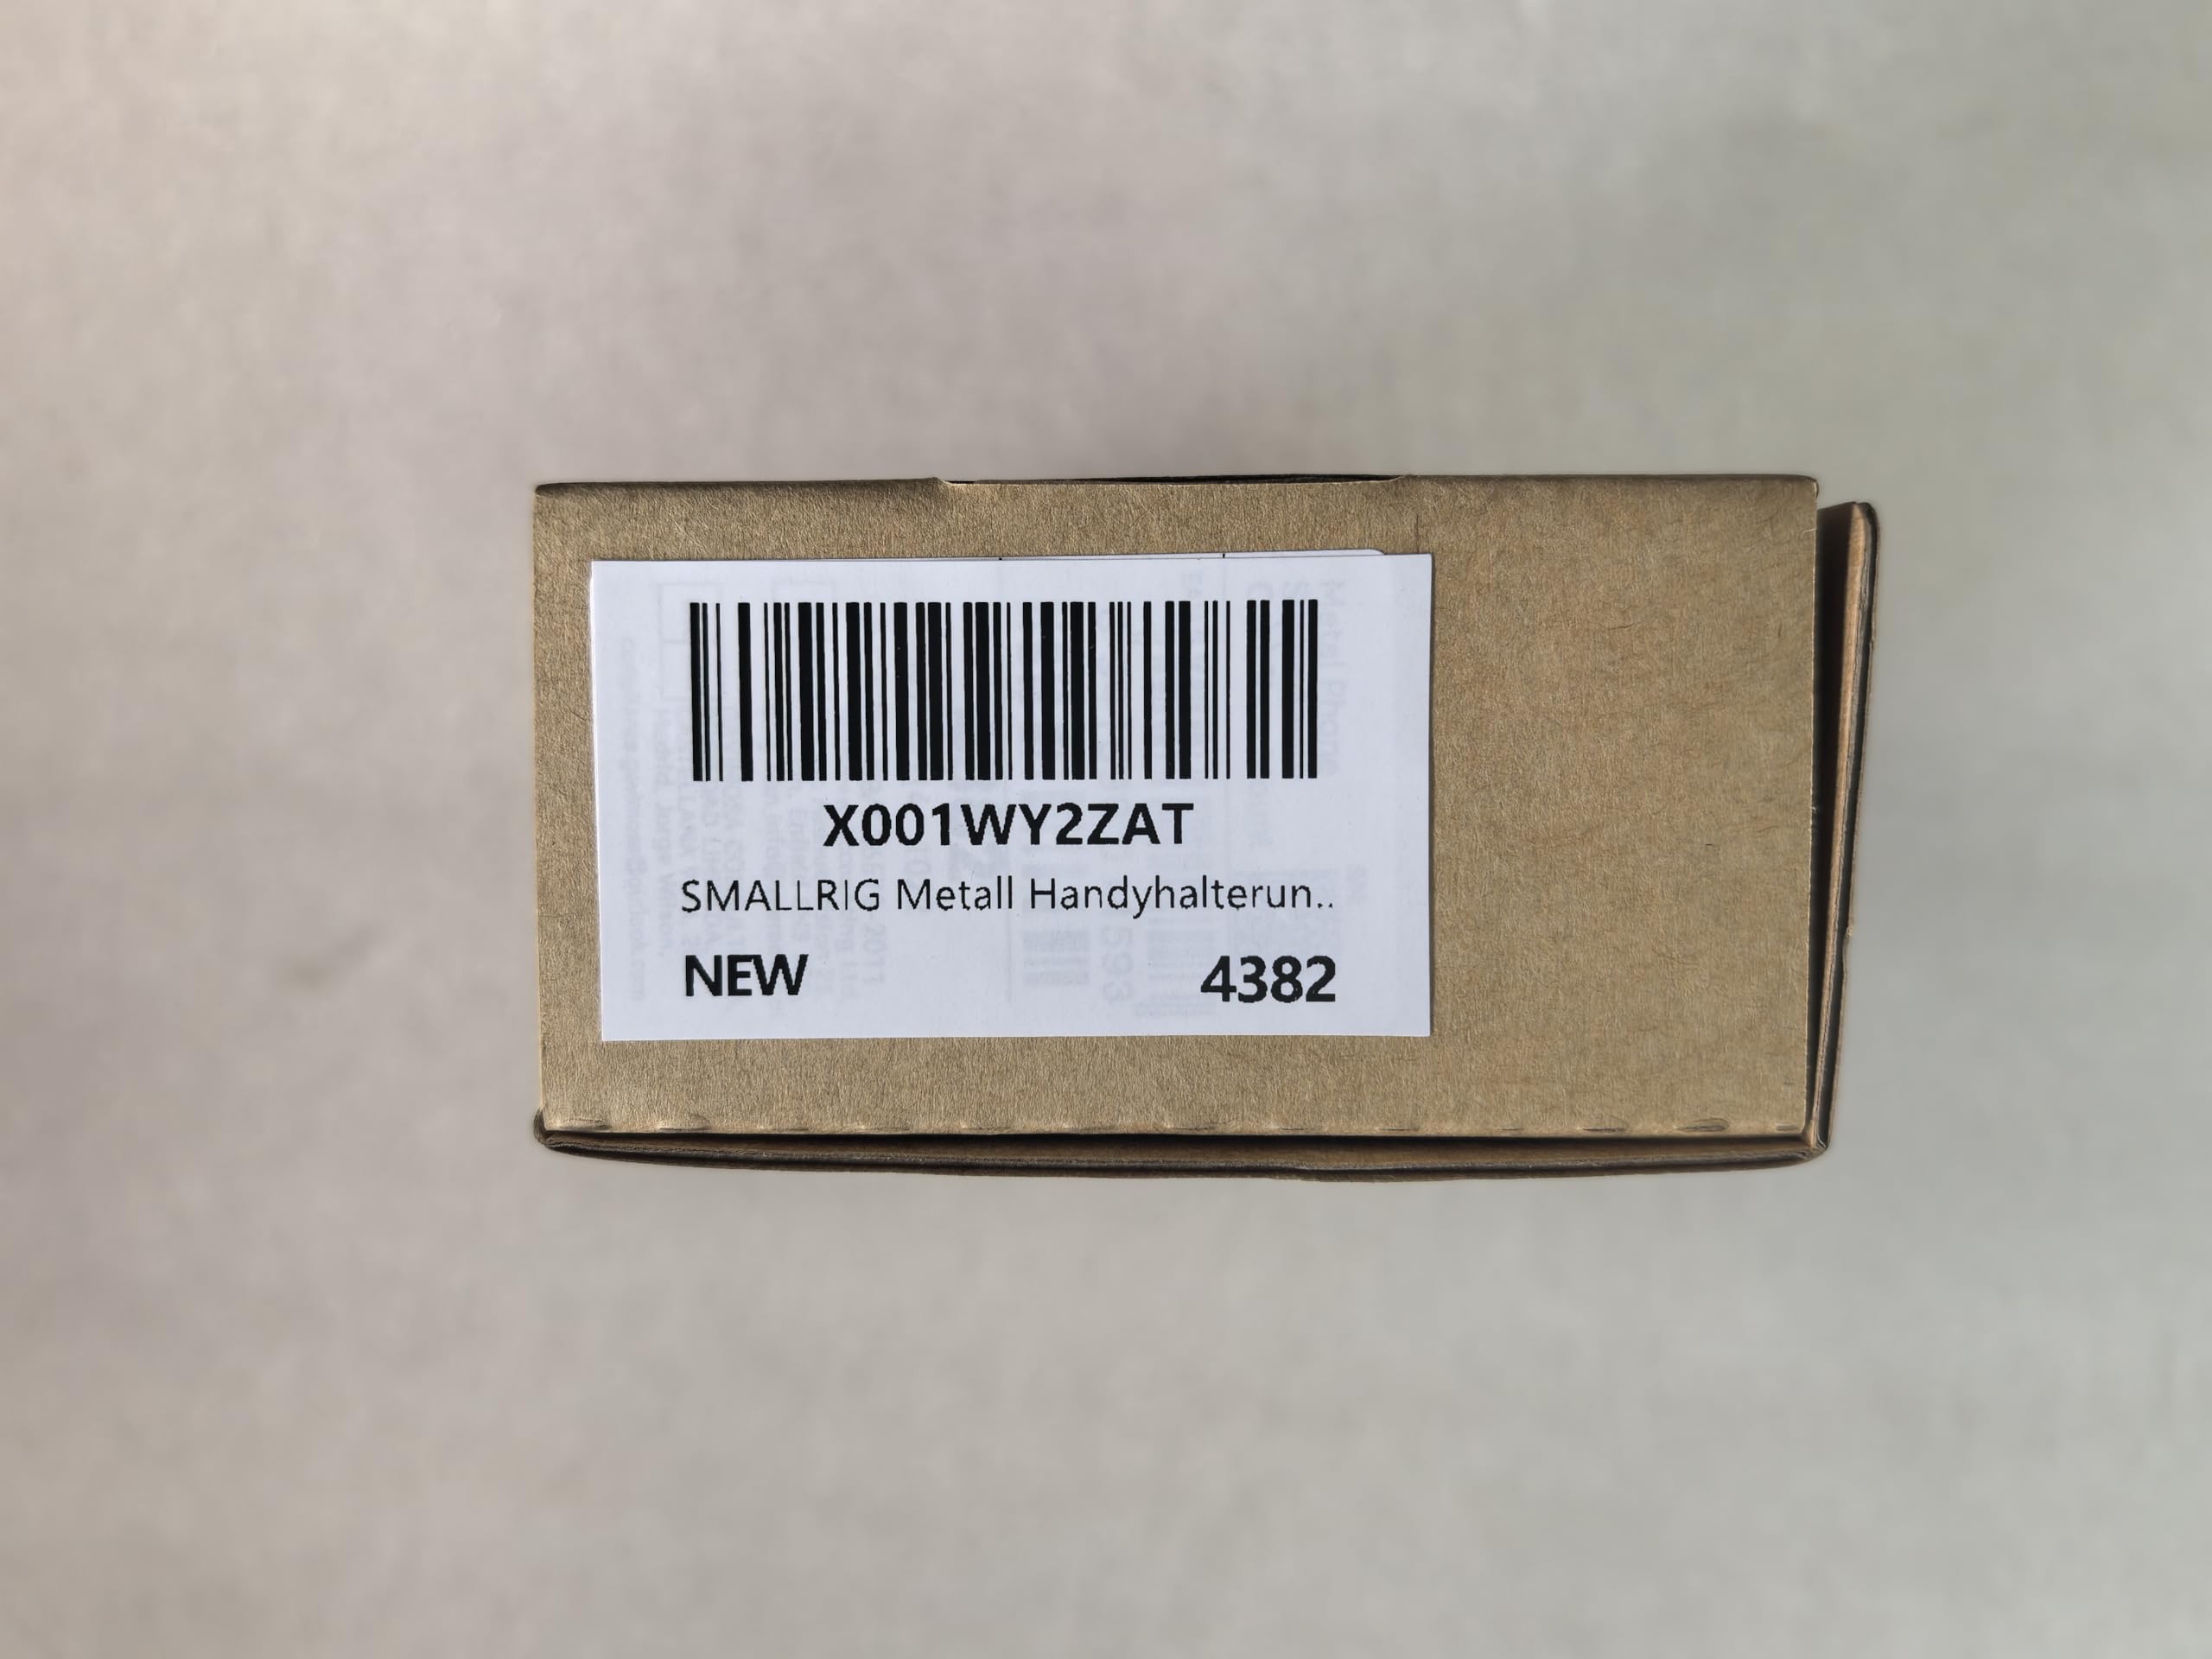 X001WY2ZAT
SMALLRIG Metall Handyhalterun..
NEW 4382